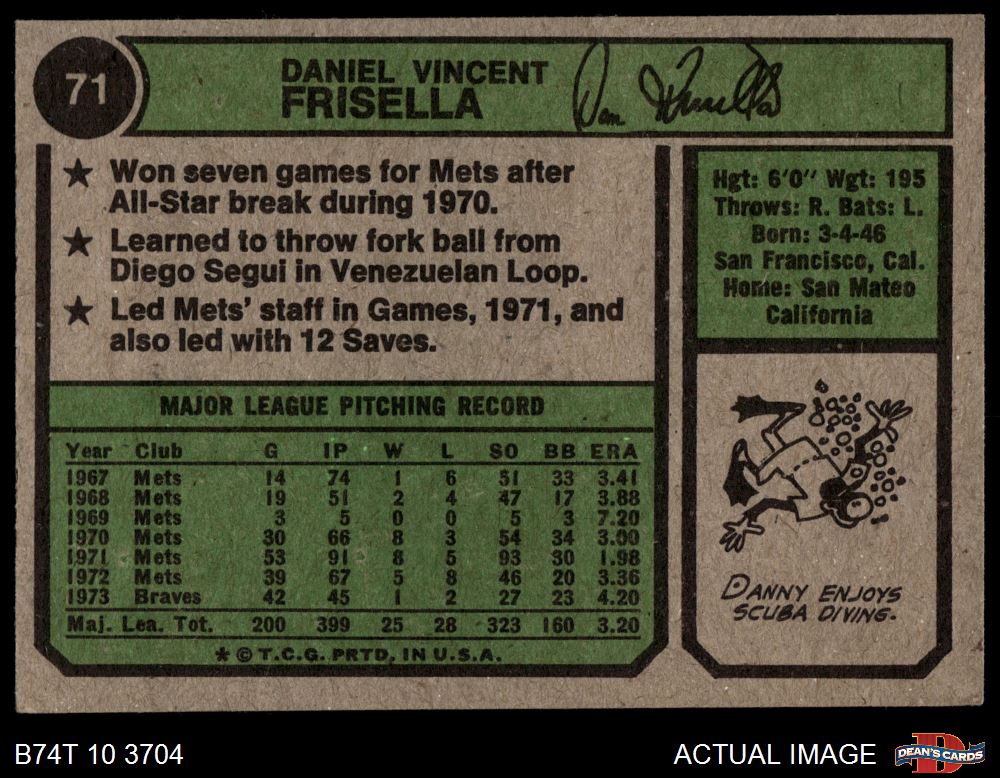 71
DANIEL VINCENT
FRISELLA
Dan Frisella
★ Won seven games for Mets after
All-Star break during 1970.
★ Learned to throw fork ball from
Diego Segui in Venezuelan Loop.
★ Led Mets' staff in Games, 1971, and
also led with 12 Saves.
Hgt: 6'0" Wgt: 195
Throws: R. Bats: L.
Born: 3-4-46
San Francisco, Cal.
Home: San Mateo
California
MAJOR LEAGUE PITCHING RECORD
Year Club G IP W L SO BB ERA
1967 Mets 14 74 1 6 51 33 3.41
1968 Mets 19 51 2 4 47 17 3.88
1969 Mets 3 5 0 0 5 3 7.20
1970 Mets 30 66 8 3 54 34 3.00
1971 Mets 53 91 8 5 93 30 1.98
1972 Mets 39 67 5 8 46 20 3.36
1973 Braves 42 45 1 2 27 23 4.20
Maj. Lea. Tot. 200 399 25 28 323 160 3.20
* © T.C.G. PRTD. IN U.S.A.
DANNY ENJOYS
SCUBA DIVING.
B74T 10 3704
ACTUAL IMAGE
DEAN'S CARDS